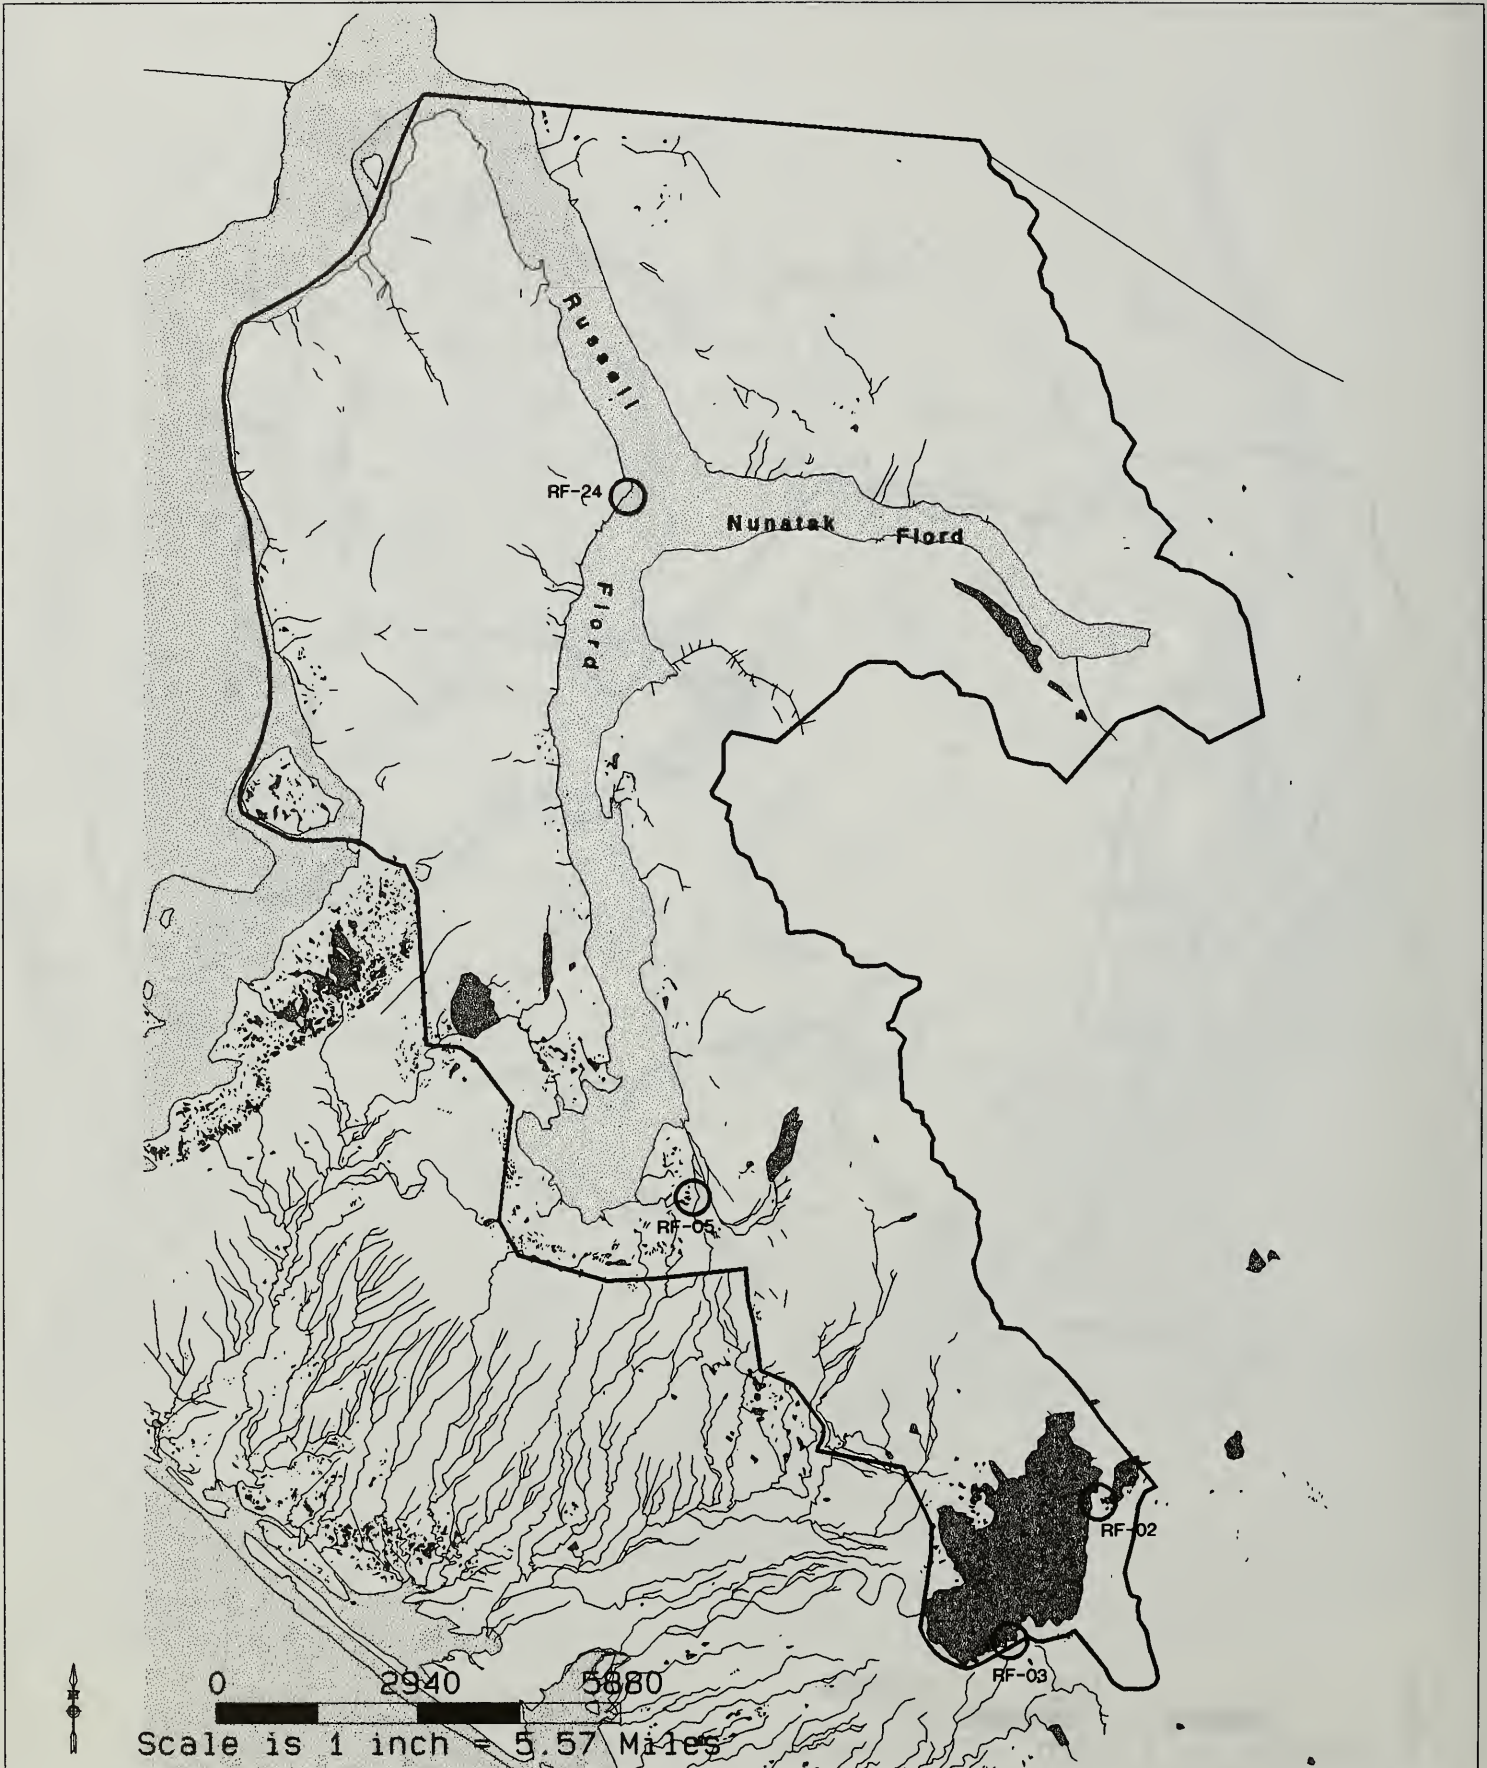 Russell
RF-24
Nunatak Fiord
Fiord
RF-05
RF-02
RF-03
0 2940 5880
Scale is 1 inch = 5.57 Miles